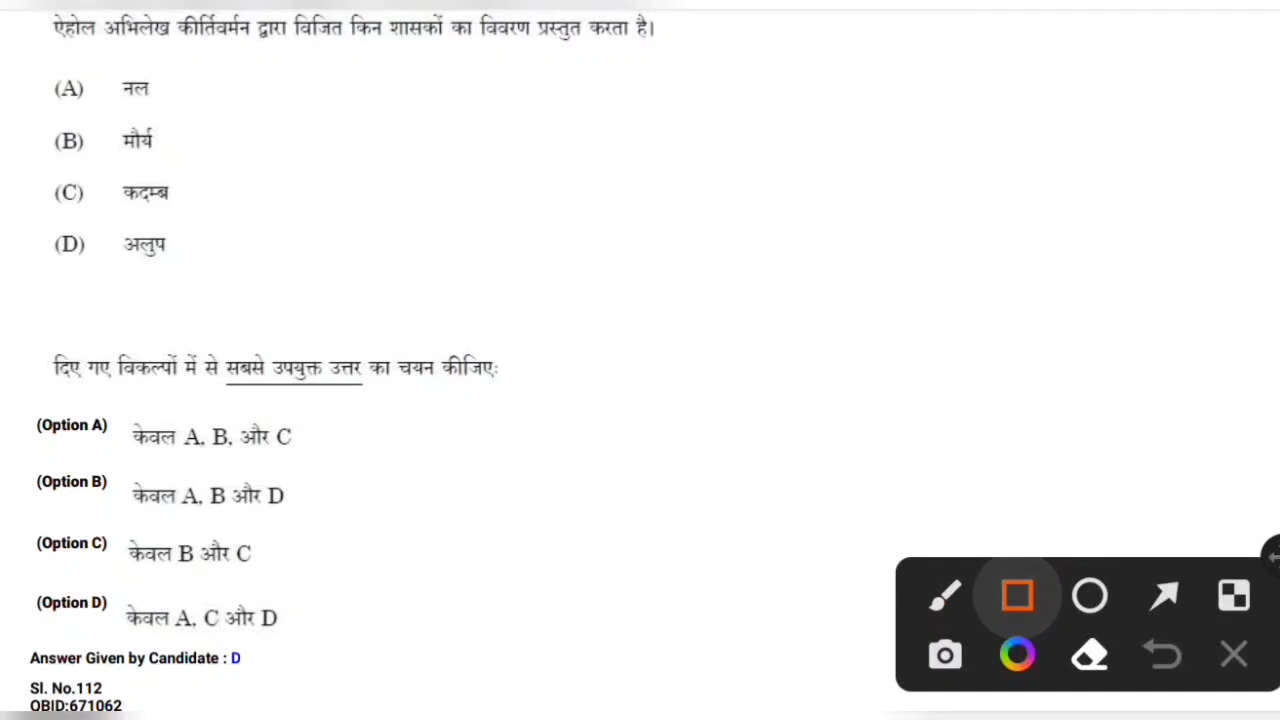 ऐहोल अभिलेख कीर्तिवर्मन द्वारा विजित किन शासकों का विवरण प्रस्तुत करता है।
(A) नल
(B) मौर्य
(C) कदम्ब
(D) अलुप
दिए गए विकल्पों में से सबसे उपयुक्त उत्तर का चयन कीजिए:
(Option A) केवल A, B, और C
(Option B) केवल A, B और D
(Option C) केवल B और C
(Option D) केवल A, C और D
Answer Given by Candidate : D
Sl. No.112
QBID:671062